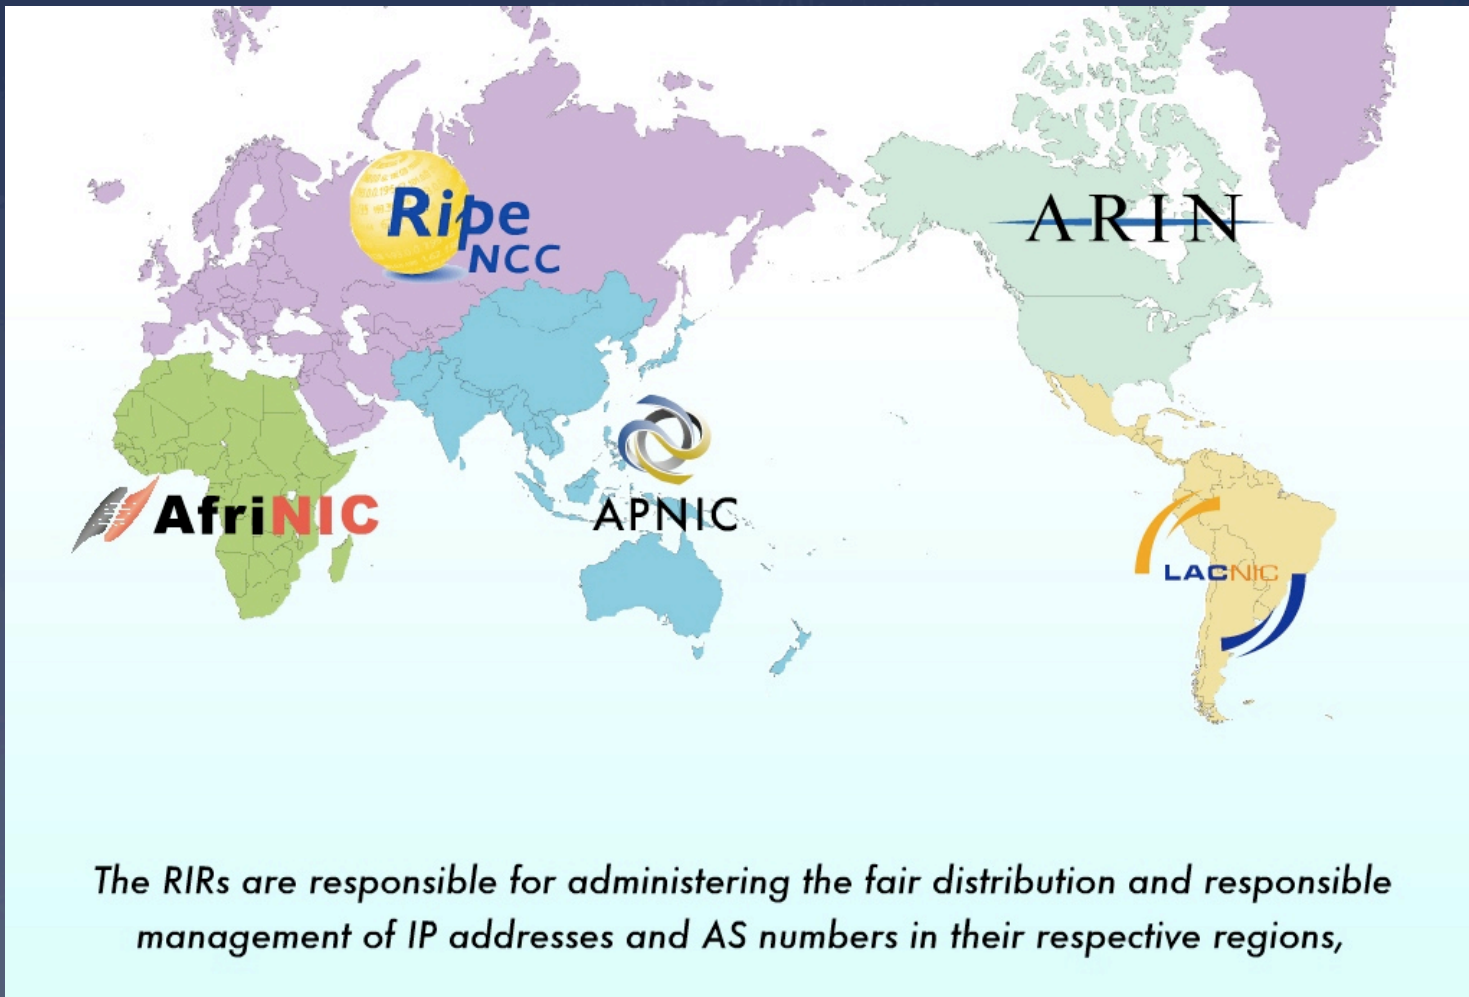 Ripe
NCC
ARIN
AfriNIC
APNIC
LACNIC
The RIRs are responsible for administering the fair distribution and responsible
management of IP addresses and AS numbers in their respective regions,